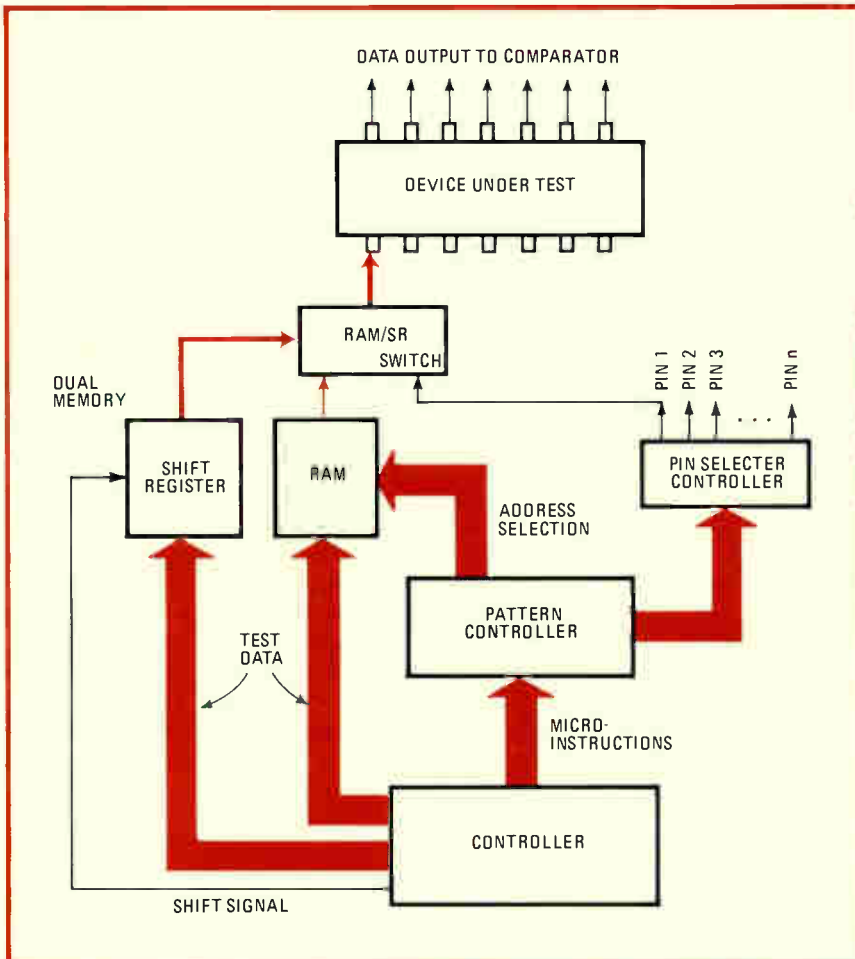 DATA OUTPUT TO COMPARATOR
DEVICE UNDER TEST
RAM/SR
SWITCH
DUAL
MEMORY
PIN 1
PIN 2
PIN 3
. . .
PIN n
SHIFT
REGISTER
RAM
PIN SELECTER
CONTROLLER
ADDRESS
SELECTION
PATTERN
CONTROLLER
TEST
DATA
MICRO-
INSTRUCTIONS
CONTROLLER
SHIFT SIGNAL